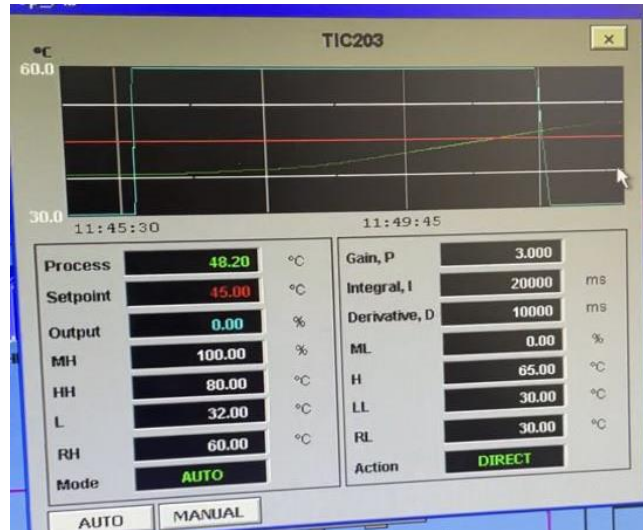 TIC203
×
°C
60.0
30.0
11:45:30
11:49:45
Process 48.20 °C
Setpoint 45.00 °C
Output 0.00 %
MH 100.00 %
HH 80.00 °C
L 32.00 °C
RH 60.00 °C
Mode AUTO
Gain, P 3.000
Integral, I 20000 ms
Derivative, D 10000 ms
ML 0.00 %
H 65.00 °C
LL 30.00 °C
RL 30.00 °C
Action DIRECT
AUTO MANUAL